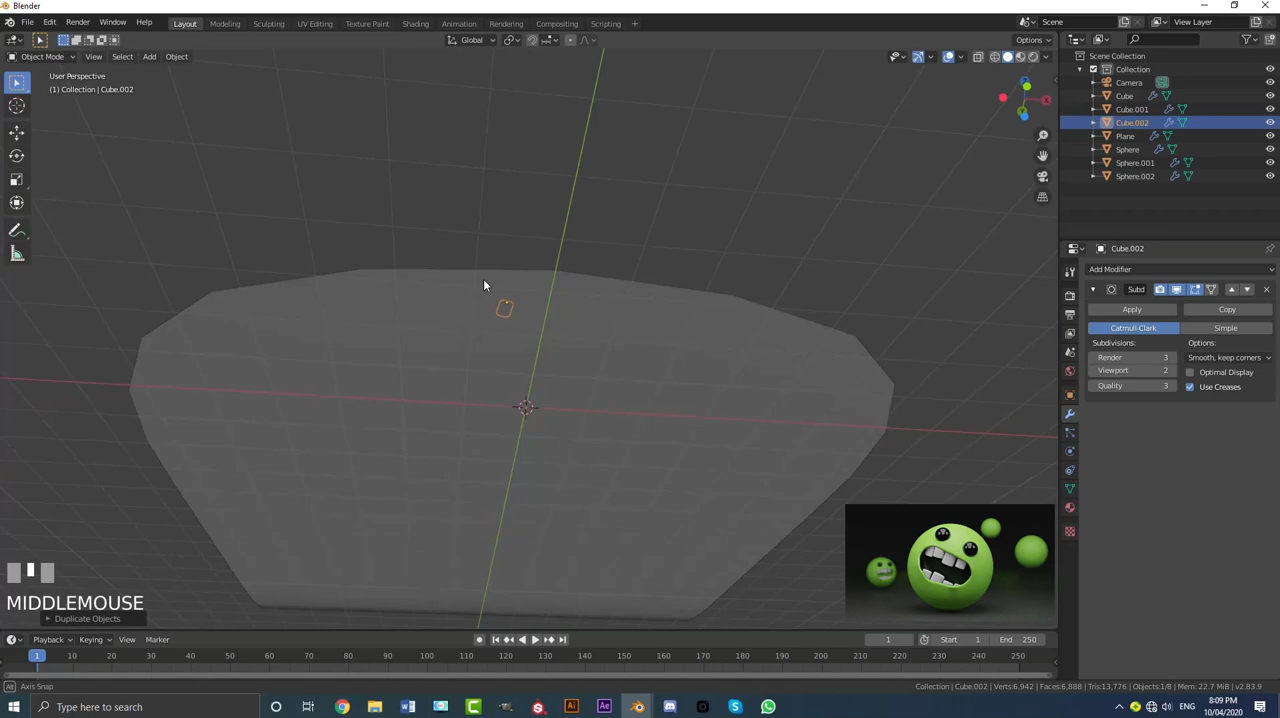 Blender
File Edit Render Window Help Layout Modeling Sculpting UV Editing Texture Paint Shading Animation Rendering Compositing Scripting + Scene View Layer
Global Options
Object Mode View Select Add Object
User Perspective
(1) Collection | Cube.002
Scene Collection
Collection
Camera
Cube
Cube.001
Cube.002
Plane
Sphere
Sphere.001
Sphere.002
Cube.002
Add Modifier
Subd
Apply Copy
Catmull-Clark Simple
Subdivisions: Options:
Render 3 Smooth, keep corners
Viewport 2 Optimal Display
Quality 3 Use Creases
MIDDLEMOUSE
Duplicate Objects
Playback Keying View Marker 1 Start 1 End 250
1 10 20 30 40 50 60 70 80 90 100 110 120 130 140 150 160 170 180 190 200 210 220 230 240 250
Alt Axis Snap Collection | Cube.002 | Verts:6,942 | Faces:6,888 | Tris:13,776 | Objects:1/8 | Mem: 22.7 MiB | v2.83.9
Type here to search
8:09 PM
10/04/2020